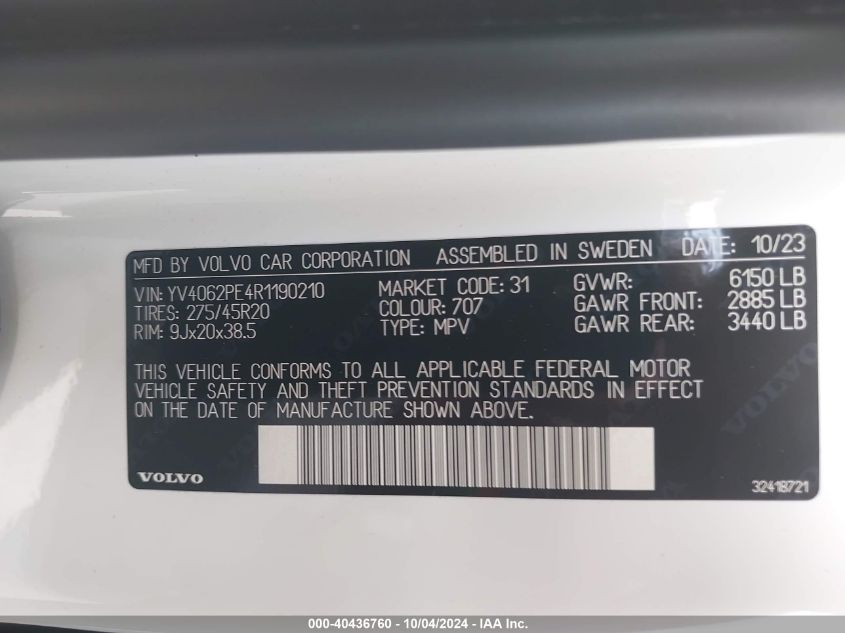 MFD BY VOLVO CAR CORPORATION ASSEMBLED IN SWEDEN DATE: 10/23
VIN: YV4062PE4R1190210 MARKET CODE: 31 GVWR: 6150 LB
TIRES: 275/45R20 COLOUR: 707 GAWR FRONT: 2885 LB
RIM: 9Jx20x38.5 TYPE: MPV GAWR REAR: 3440 LB
THIS VEHICLE CONFORMS TO ALL APPLICABLE FEDERAL MOTOR
VEHICLE SAFETY AND THEFT PREVENTION STANDARDS IN EFFECT
ON THE DATE OF MANUFACTURE SHOWN ABOVE.
VOLVO
VOLVO 32418721
000-40436760 - 10/04/2024 - IAA Inc.